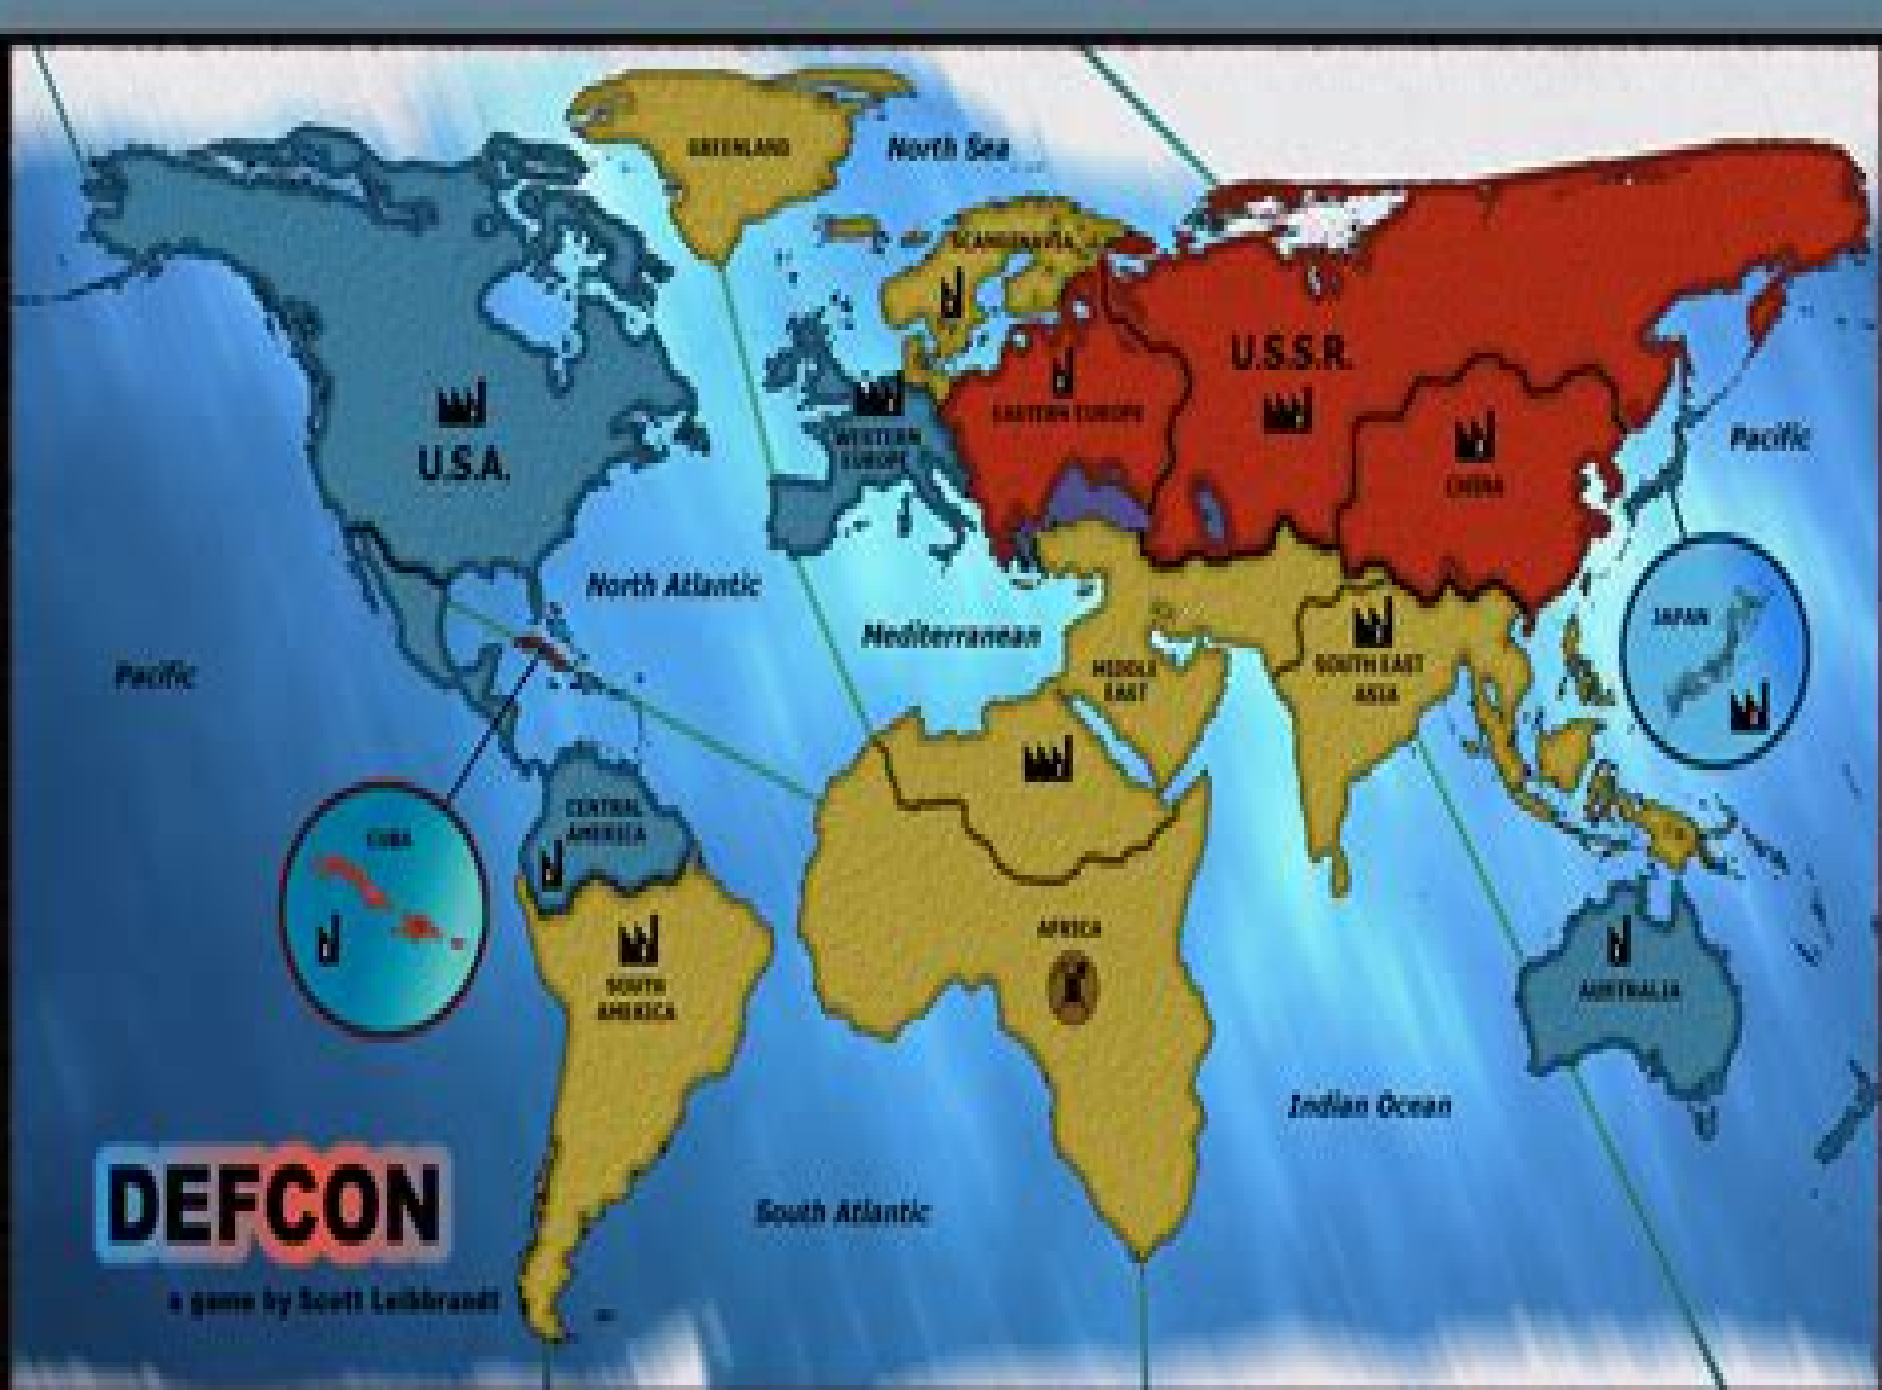 GREENLAND
North Sea
SCANDINAVIA
U.S.S.R.
EASTERN EUROPE
WESTERN
EUROPE
U.S.A.
CHINA
Pacific
North Atlantic
Mediterranean
JAPAN
MIDDLE
EAST
SOUTH EAST
ASIA
Pacific
CENTRAL
AMERICA
CUBA
AFRICA
SOUTH
AMERICA
AUSTRALIA
Indian Ocean
South Atlantic
DEFCON
a game by Scott Leibbrandt